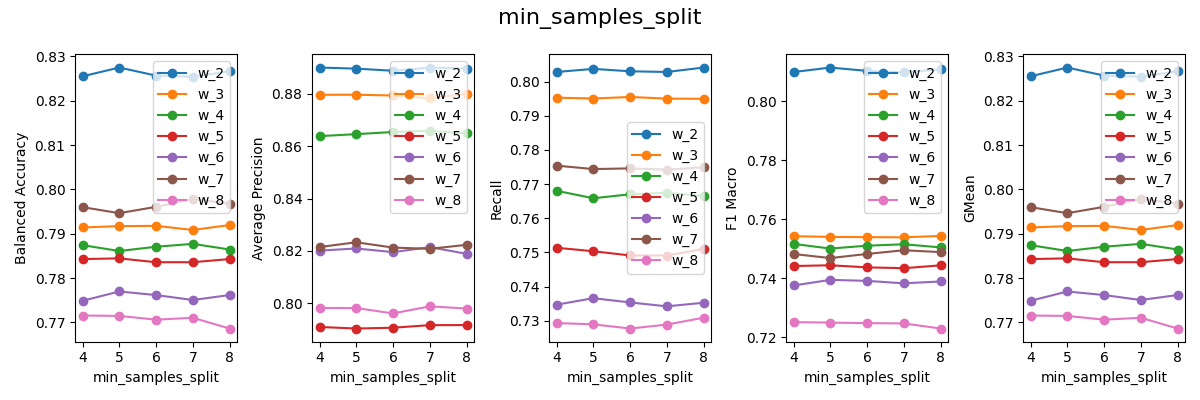 min_samples_split
Balanced Accuracy
0.83
0.82
0.81
0.80
0.79
0.78
0.77
4 5 6 7 8
min_samples_split
w_2
w_3
w_4
w_5
w_6
w_7
w_8
Average Precision
0.88
0.86
0.84
0.82
0.80
4 5 6 7 8
min_samples_split
w_2
w_3
w_4
w_5
w_6
w_7
w_8
Recall
0.80
0.79
0.78
0.77
0.76
0.75
0.74
0.73
4 5 6 7 8
min_samples_split
w_2
w_3
w_4
w_5
w_6
w_7
w_8
F1 Macro
0.80
0.78
0.76
0.74
0.72
4 5 6 7 8
min_samples_split
w_2
w_3
w_4
w_5
w_6
w_7
w_8
GMean
0.83
0.82
0.81
0.80
0.79
0.78
0.77
4 5 6 7 8
min_samples_split
w_2
w_3
w_4
w_5
w_6
w_7
w_8